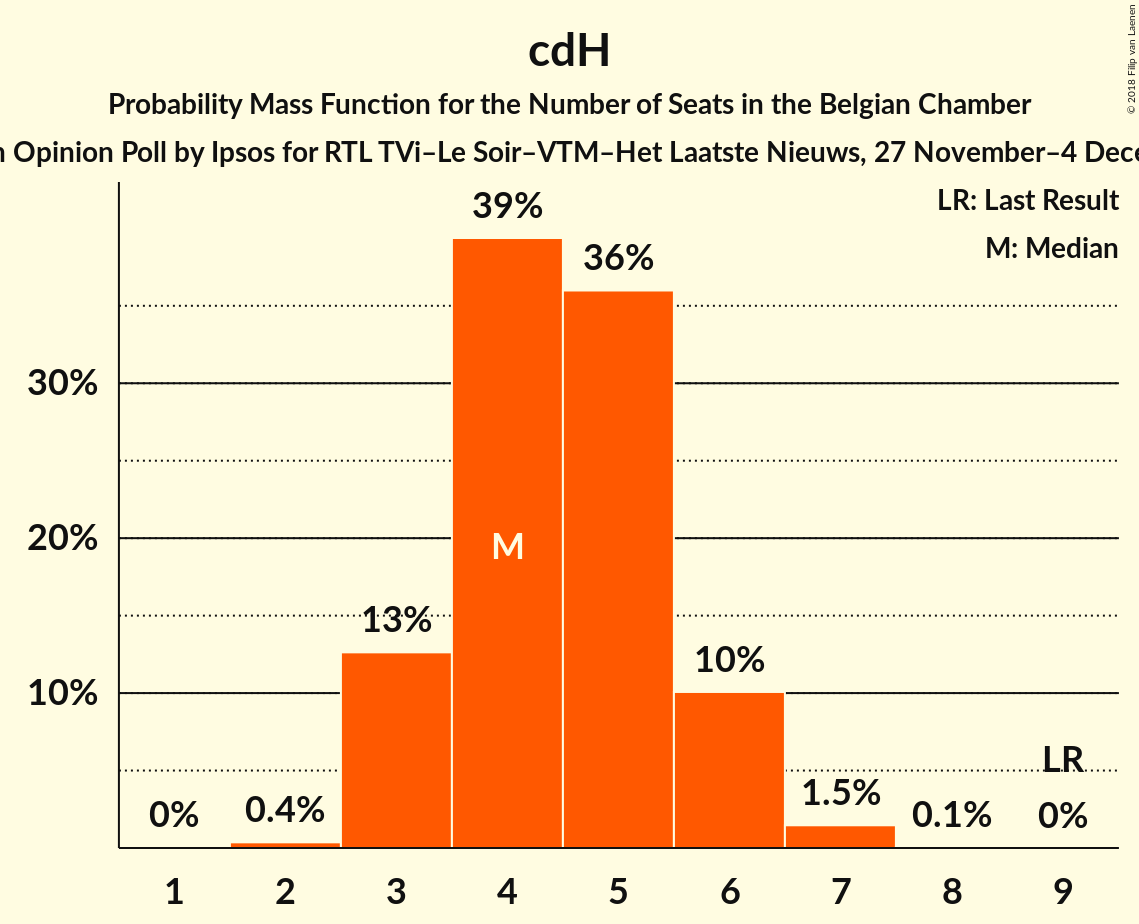 cdH
Probability Mass Function for the Number of Seats in the Belgian Chamber
Opinion Poll by Ipsos for RTL TVi–Le Soir–VTM–Het Laatste Nieuws, 27 November–4
© 2018 Filip van Laenen
LR: Last Result
M: Median
39%
36%
30%
20%
M
13%
10%
10%
LR
0%
0.4%
1.5%
0.1%
0%
1 2 3 4 5 6 7 8 9